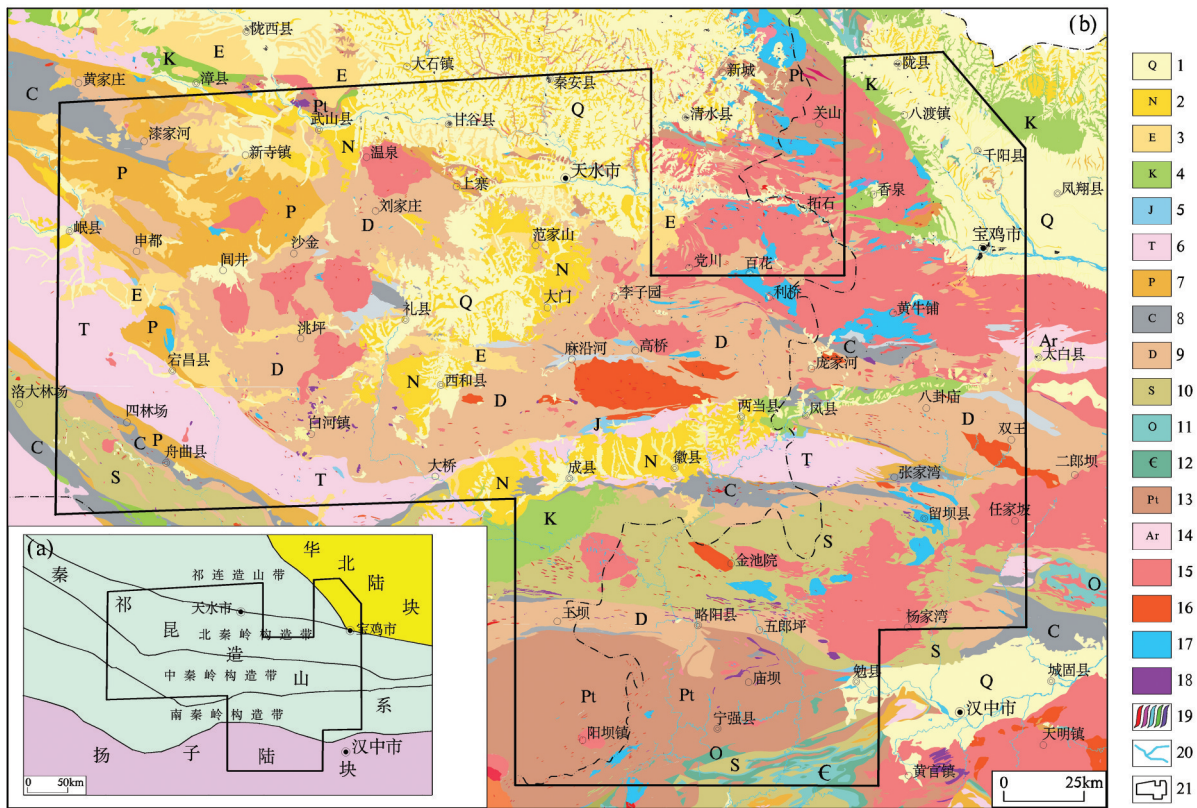 (b)
陇西县
K
E
大石镇
新城
陇县
黄家庄
漳县
E
秦安县
Pt
K
C
Pt
武山县
甘谷县
Q
清水县
关山
八渡镇
K
漆家河
新寺镇
N
温泉
千阳县
P
上寨
天水市
香泉
凤翔县
岷县
P
D
刘家庄
拓石
Q
申都
沙金
范家山
E
宝鸡市
闾井
N
党川
百花
E
Q
大门
李子园
利桥
T
P
礼县
黄牛铺
洮坪
E
麻沿河
高桥
D
C
Ar
太白县
宕昌县
D
N
西和县
庞家河
洛大林场
四林场
D
两当县
凤县
八卦庙
D
C
P
舟曲县
白河镇
J
双王
C
S
T
大桥
N
成县
N
徽县
T
张家湾
二郎坝
C
K
留坝县
任家坡
S
金池院
O
玉坝
D
略阳县
五郎坪
杨家湾
C
S
庙坝
勉县
城固县
Pt
Pt
Q
宁强县
汉中市
阳坝镇
天明镇
O
S
Є
黄官镇
0 25km
(a)
华
北
陆
块
秦
祁连造山带
祁
天水市
昆
北秦岭构造带
宝鸡市
造
中秦岭构造带
山
南秦岭构造带
系
扬
子
陆
块
汉中市
0 50km
Q 1
N 2
E 3
K 4
J 5
T 6
P 7
C 8
D 9
S 10
O 11
Є 12
Pt 13
Ar 14
15
16
17
18
19
20
21